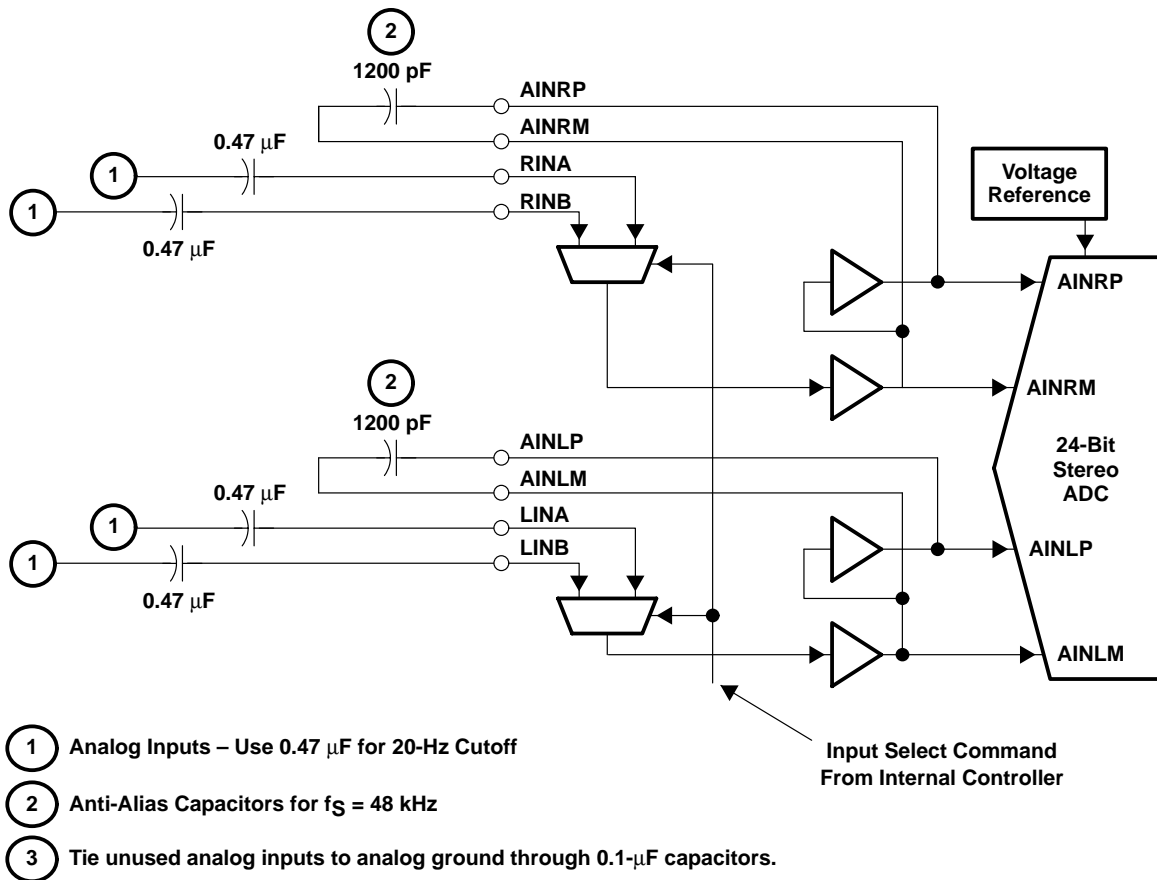 2
1200 pF
AINRP
AINRM
0.47 μF
1
RINA
1
RINB
0.47 μF
Voltage
Reference
AINRP
2
1200 pF
AINRM
AINLP
AINLM
24-Bit
Stereo
ADC
0.47 μF
1
LINA
1
LINB
0.47 μF
AINLP
AINLM
1 Analog Inputs – Use 0.47 μF for 20-Hz Cutoff
Input Select Command
From Internal Controller
2 Anti-Alias Capacitors for fS = 48 kHz
3 Tie unused analog inputs to analog ground through 0.1-μF capacitors.